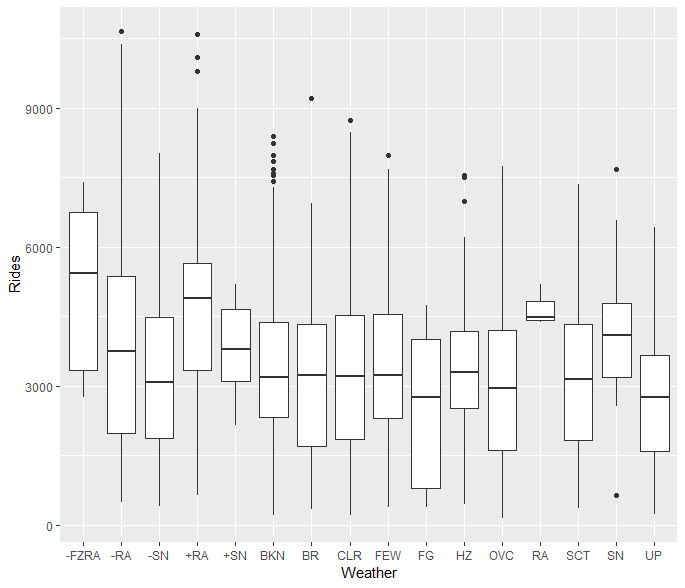 9000
6000
3000
0
Rides
-FZRA -RA -SN +RA +SN BKN BR CLR FEW FG HZ OVC RA SCT SN UP
Weather